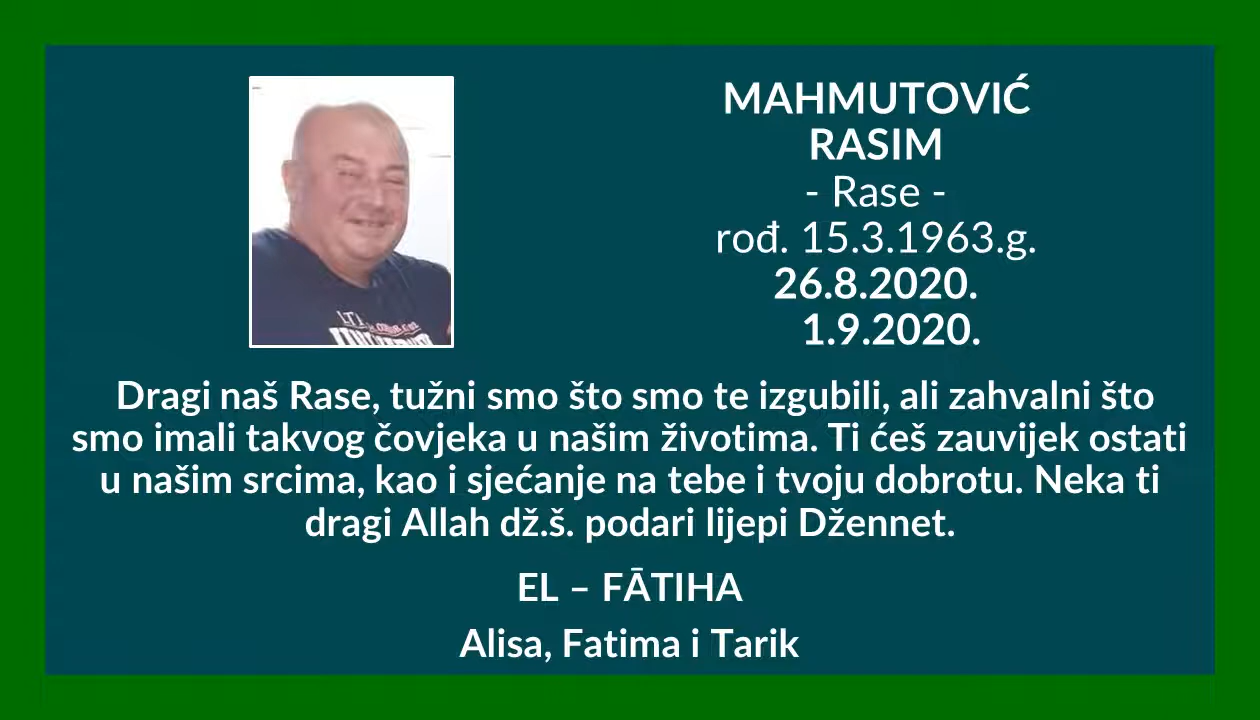 MAHMUTOVIĆ
RASIM
- Rase -
rođ. 15.3.1963.g.
26.8.2020.
1.9.2020.
Dragi naš Rase, tužni smo što smo te izgubili, ali zahvalni što
smo imali takvog čovjeka u našim životima. Ti ćeš zauvijek ostati
u našim srcima, kao i sjećanje na tebe i tvoju dobrotu. Neka ti
dragi Allah dž.š. podari lijepi Džennet.
EL – FĀTIHA
Alisa, Fatima i Tarik